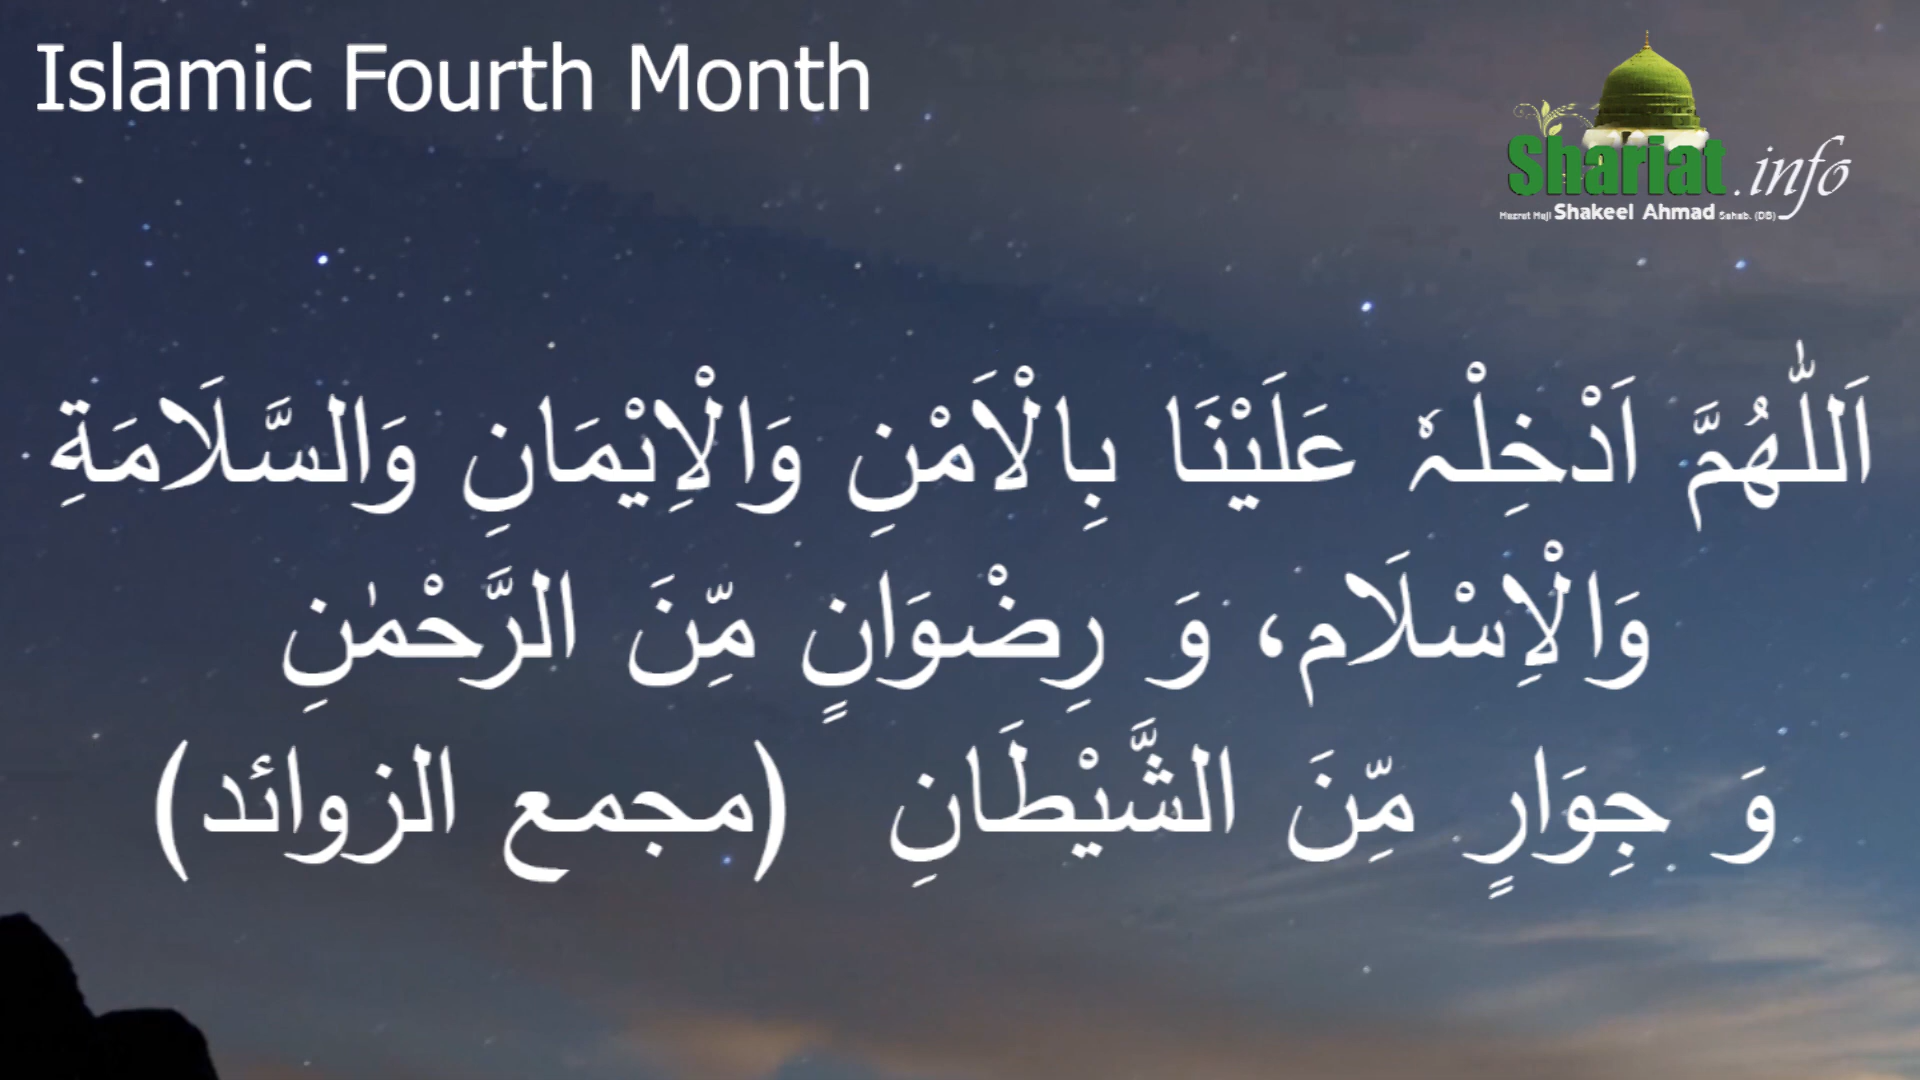 Islamic Fourth Month
Shariat.info
Hazrat Muji Shakeel Ahmad Sahab. (DB)
اَللّٰهُمَّ اَدْخِلْہٗ عَلَيْنَا بِالْاَمْنِ وَالْاِيْمَانِ وَالسَّلَامَةِ
وَالْاِسْلَام، وَ رِضْوَانٍ مِّنَ الرَّحْمٰنِ
وَ جِوَارٍ مِّنَ الشَّيْطَانِ (مجمع الزوائد)